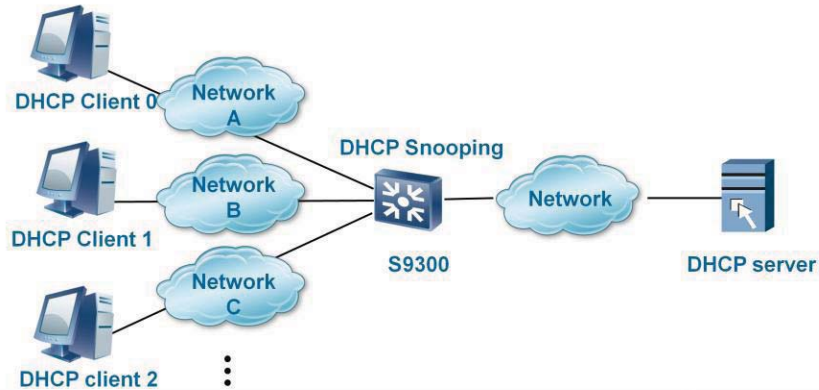 DHCP Client 0
Network
A
DHCP Snooping
DHCP Client 1
Network
B
S9300
Network
DHCP server
Network
C
DHCP client 2